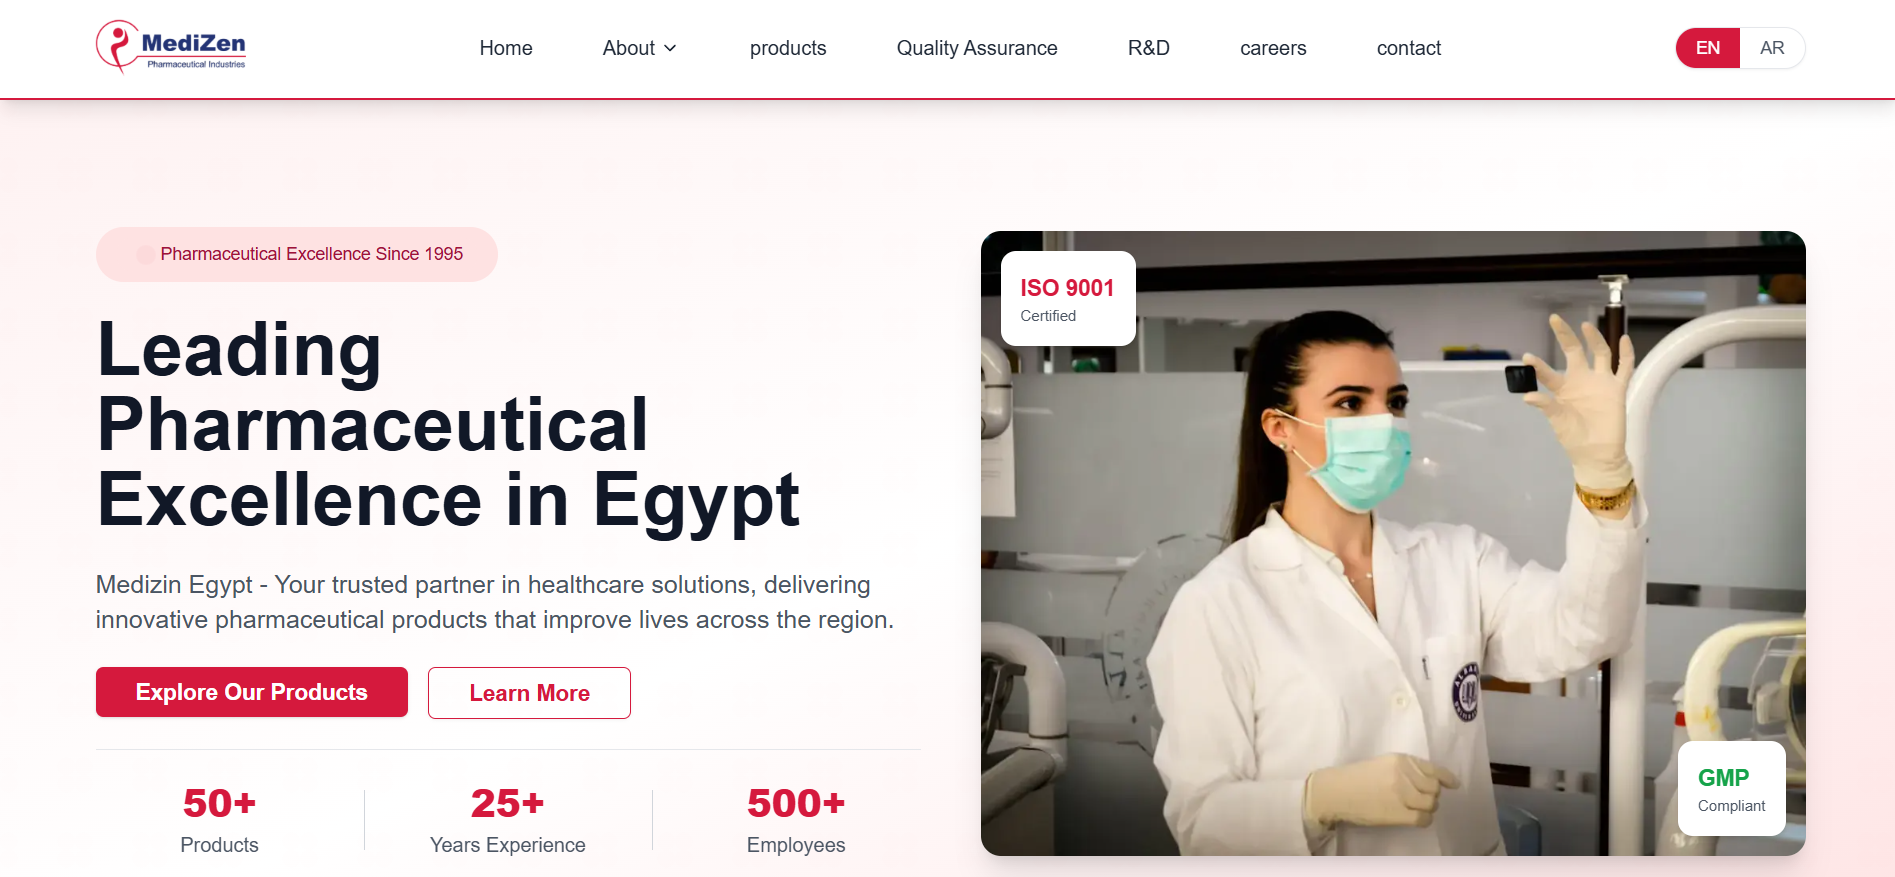 MediZen
Pharmaceutical Industries
Home
About
products
Quality Assurance
R&D
careers
contact
EN
AR
Pharmaceutical Excellence Since 1995
Leading
Pharmaceutical
Excellence in Egypt
Medizin Egypt - Your trusted partner in healthcare solutions, delivering
innovative pharmaceutical products that improve lives across the region.
Explore Our Products
Learn More
50+
Products
25+
Years Experience
500+
Employees
ISO 9001
Certified
GMP
Compliant